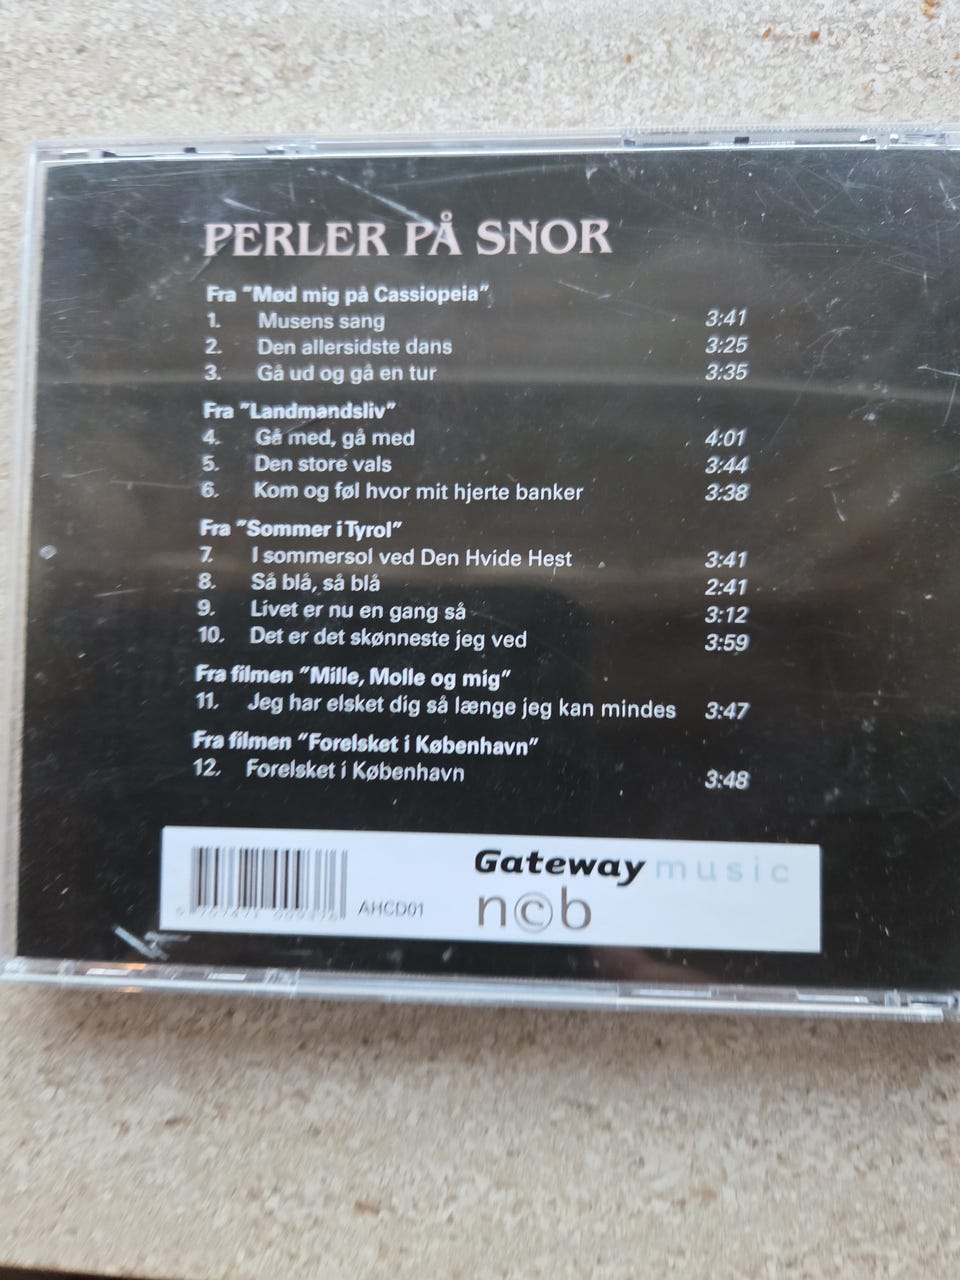 PERLER PÅ SNOR
Fra "Mød mig på Cassiopeia"
1. Musens sang 3:41
2. Den allersidste dans 3:25
3. Gå ud og gå en tur 3:35
Fra "Landmandsliv"
4. Gå med, gå med 4:01
5. Den store vals 3:44
6. Kom og føl hvor mit hjerte banker 3:38
Fra "Sommer i Tyrol"
7. I sommersol ved Den Hvide Hest 3:41
8. Så blå, så blå 2:41
9. Livet er nu en gang så 3:12
10. Det er det skønneste jeg ved 3:59
Fra filmen "Mille, Molle og mig"
11. Jeg har elsket dig så længe jeg kan mindes 3:47
Fra filmen "Forelsket i København"
12. Forelsket i København 3:48
Gateway music
AHCD01
n©b